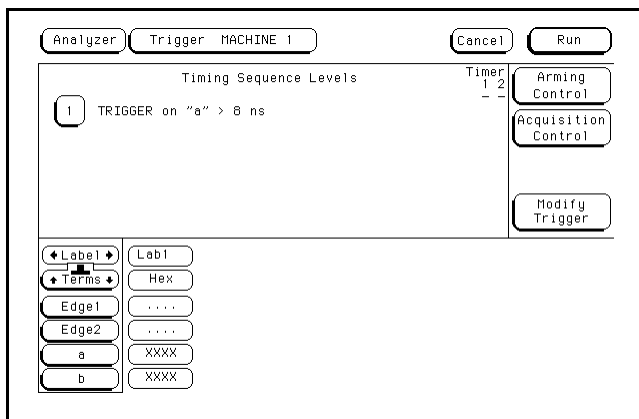 Analyzer Trigger MACHINE 1 Cancel Run
Timing Sequence Levels
Timer
1 2
- -
1 TRIGGER on "a" > 8 ns
Arming
Control
Acquisition
Control
Modify
Trigger
Label Lab1
Terms Hex
Edge1 ....
Edge2 ....
a XXXX
b XXXX